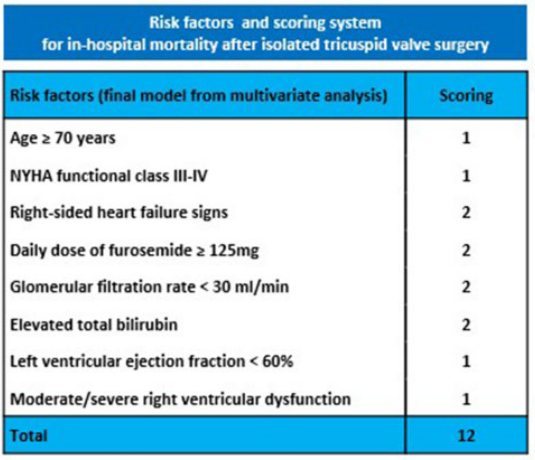 Risk factors and scoring system
for in-hospital mortality after isolated tricuspid valve surgery
Risk factors (final model from multivariate analysis) Scoring
Age ≥ 70 years 1
NYHA functional class III-IV 1
Right-sided heart failure signs 2
Daily dose of furosemide ≥ 125mg 2
Glomerular filtration rate < 30 ml/min 2
Elevated total bilirubin 2
Left ventricular ejection fraction < 60% 1
Moderate/severe right ventricular dysfunction 1
Total 12